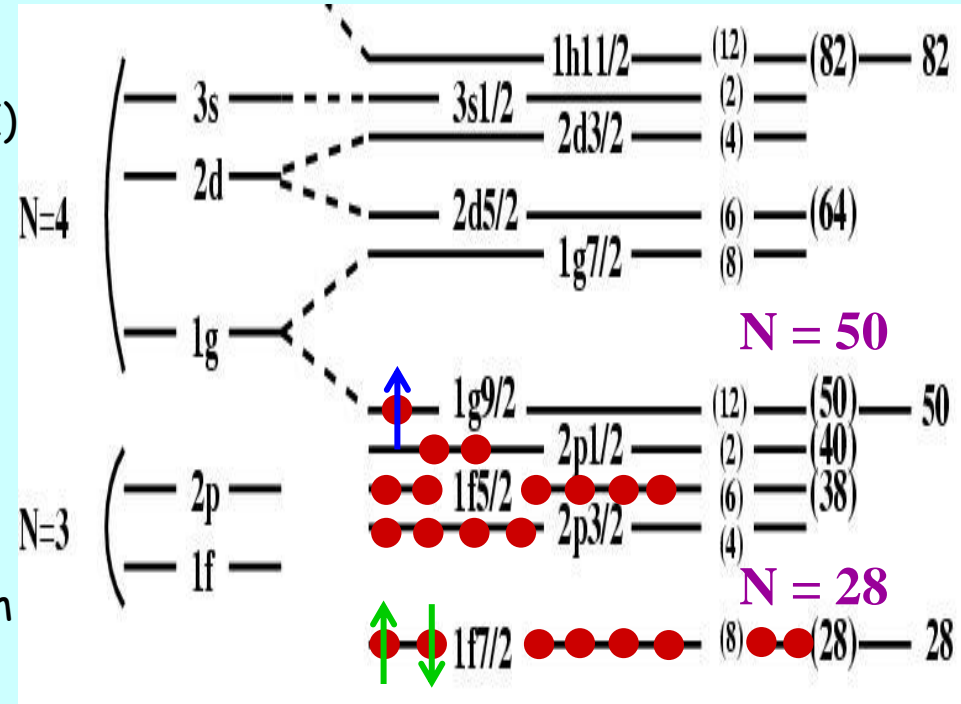 1h11/2 (12) (82) 82
3s 3s1/2 (2)
)
2d3/2 (4)
2d
N=4 2d5/2 (6) (64)
1g7/2 (8)
1g N = 50
1g9/2 (12) (50) 50
2p1/2 (2) (40)
2p 1f5/2 (6) (38)
N=3 2p3/2 (4)
1f N = 28
n
1f7/2 (8) (28) 28